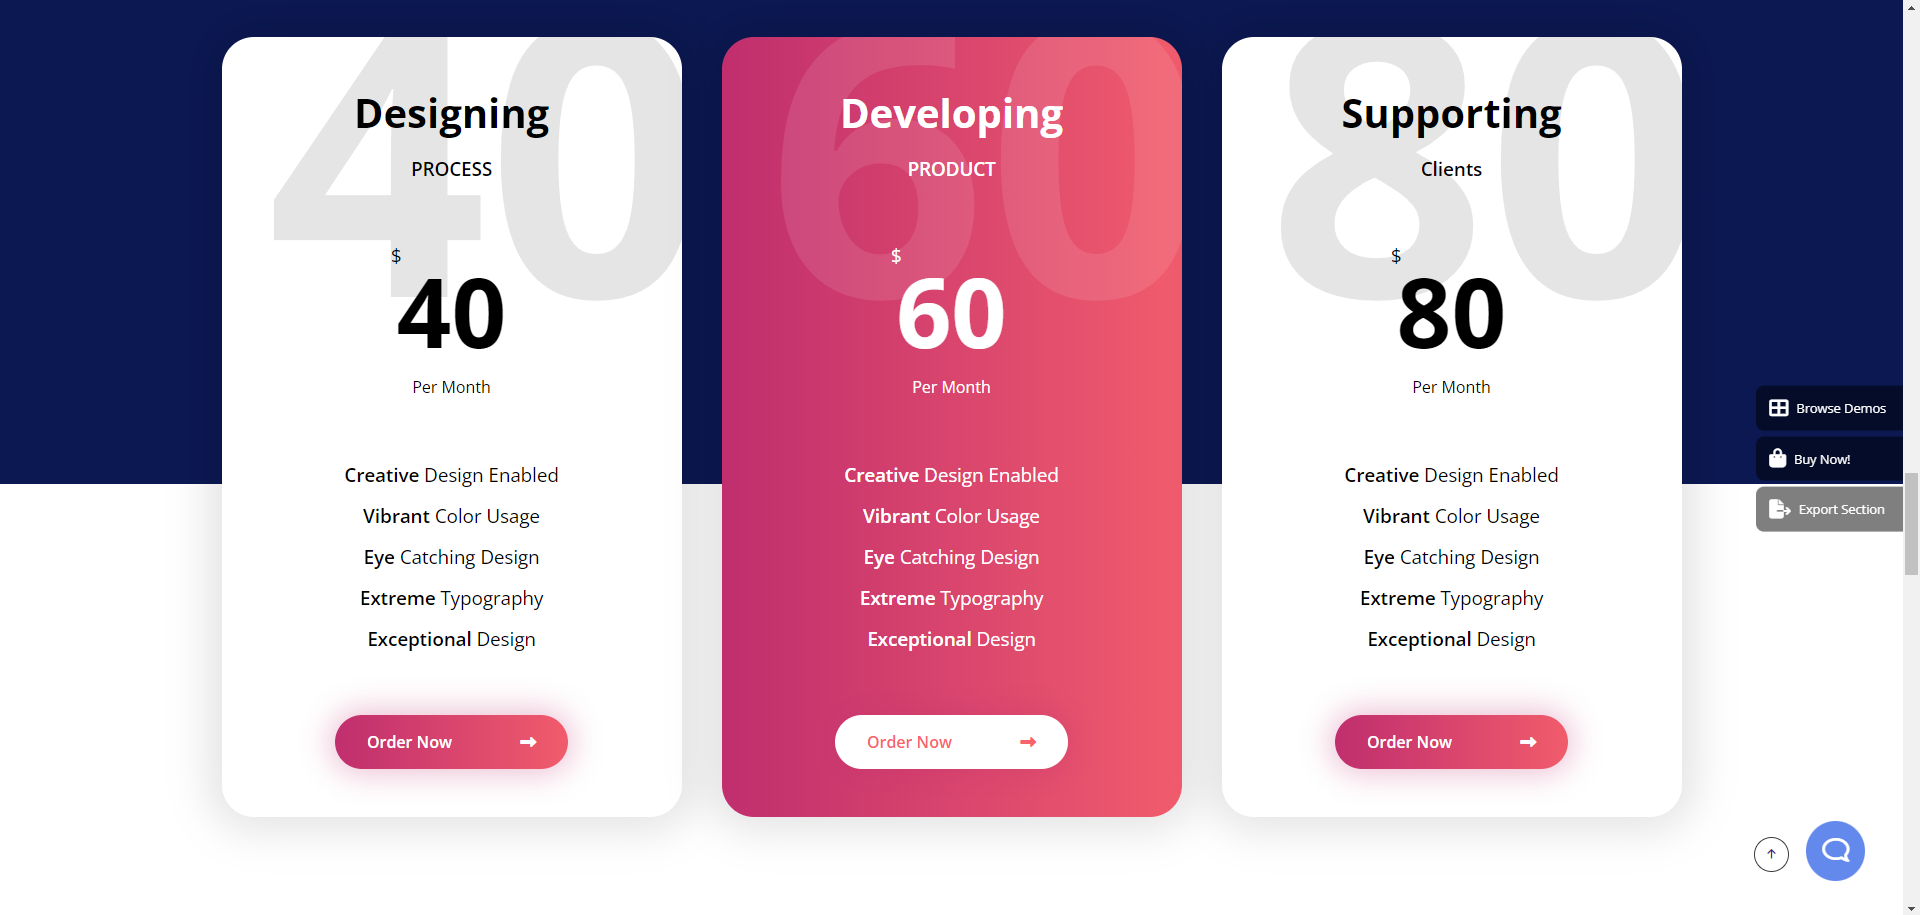 40
Designing
PROCESS
$
40
Per Month
Creative Design Enabled
Vibrant Color Usage
Eye Catching Design
Extreme Typography
Exceptional Design
Order Now
60
Developing
PRODUCT
$
60
Per Month
Creative Design Enabled
Vibrant Color Usage
Eye Catching Design
Extreme Typography
Exceptional Design
Order Now
80
Supporting
Clients
$
80
Per Month
Creative Design Enabled
Vibrant Color Usage
Eye Catching Design
Extreme Typography
Exceptional Design
Order Now
Browse Demos
Buy Now!
Export Section